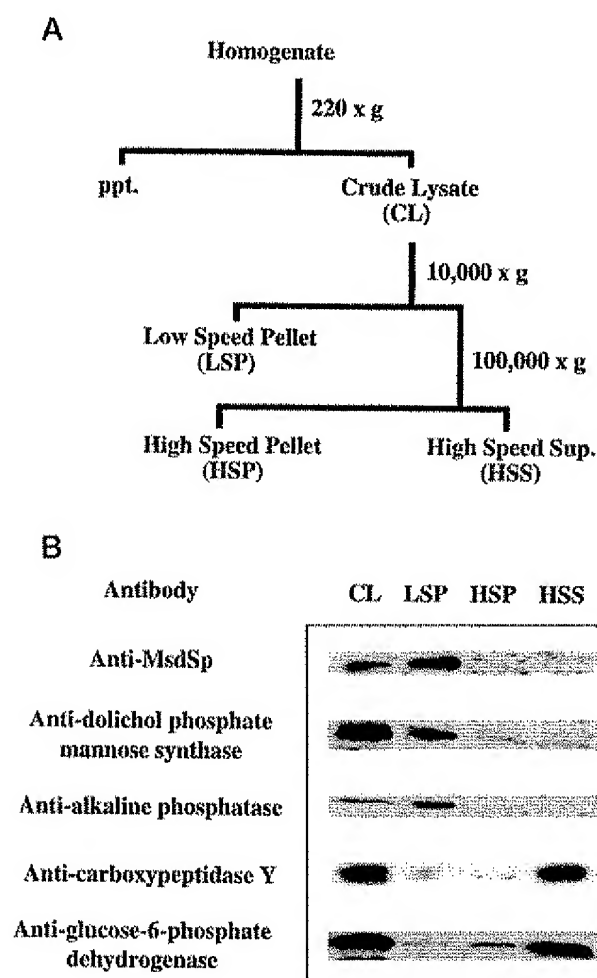 A
Homogenate
220 x g
ppt.
Crude Lysate
(CL)
10,000 x g
Low Speed Pellet
(LSP)
100,000 x g
High Speed Pellet
(HSP)
High Speed Sup.
(HSS)
B
Antibody CL LSP HSP HSS
Anti-MsdSp
Anti-dolichol phosphate
mannose synthase
Anti-alkaline phosphatase
Anti-carboxypeptidase Y
Anti-glucose-6-phosphate
dehydrogenase